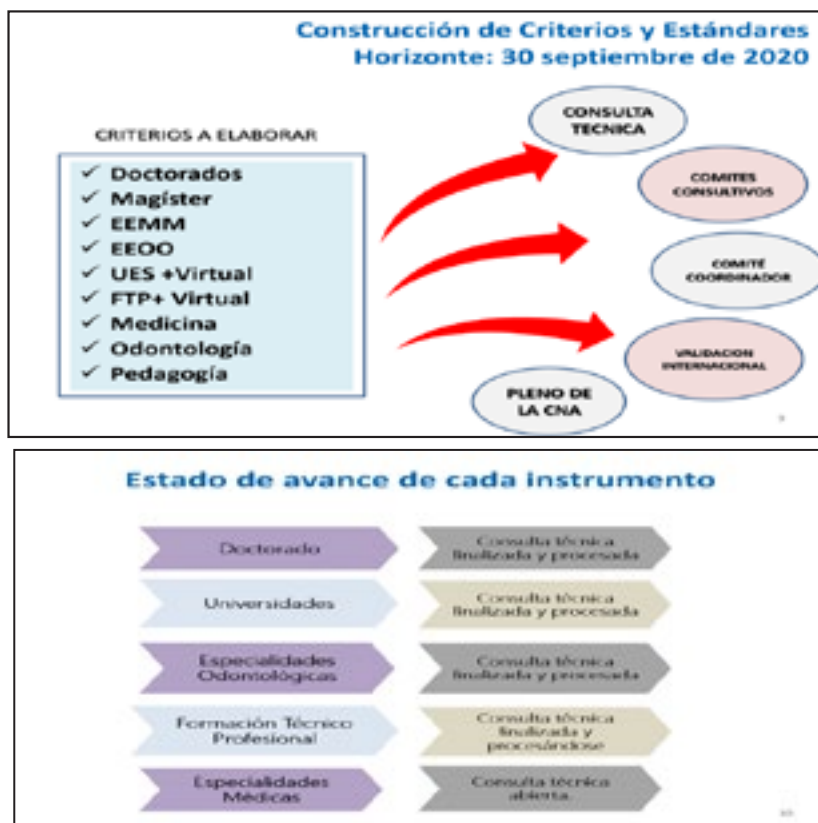 Construcción de Criterios y Estándares
Horizonte: 30 septiembre de 2020
CRITERIOS A ELABORAR
✓ Doctorados
✓ Magíster
✓ EEMM
✓ EEOO
✓ UES +Virtual
✓ FTP+ Virtual
✓ Medicina
✓ Odontología
✓ Pedagogía
CONSULTA
TECNICA
COMITES
CONSULTIVOS
COMITÉ
COORDINADOR
VALIDACION
INTERNACIONAL
PLENO DE
LA CNA
9
Estado de avance de cada instrumento
Doctorado
Consulta técnica
finalizada y procesada
Universidades
Consulta técnica
finalizada y procesada
Especialidades
Odontológicas
Consulta técnica
finalizada y procesada
Formación Técnico
Profesional
Consulta técnica
finalizada y
procesándose
Especialidades
Médicas
Consulta técnica
abierta.